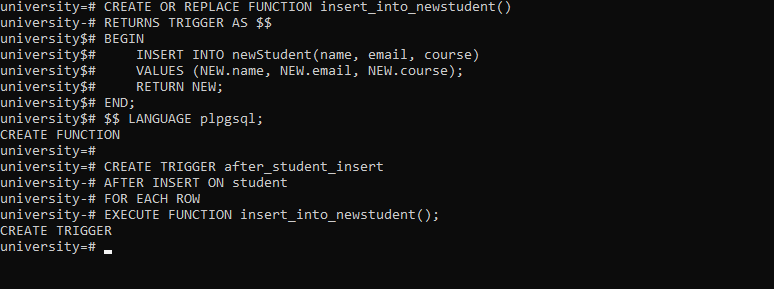 university=# CREATE OR REPLACE FUNCTION insert_into_newstudent()
university-# RETURNS TRIGGER AS $$
university$# BEGIN
university$#     INSERT INTO newStudent(name, email, course)
university$#     VALUES (NEW.name, NEW.email, NEW.course);
university$#     RETURN NEW;
university$# END;
university$# $$ LANGUAGE plpgsql;
CREATE FUNCTION
university=#
university=# CREATE TRIGGER after_student_insert
university-# AFTER INSERT ON student
university-# FOR EACH ROW
university-# EXECUTE FUNCTION insert_into_newstudent();
CREATE TRIGGER
university=#